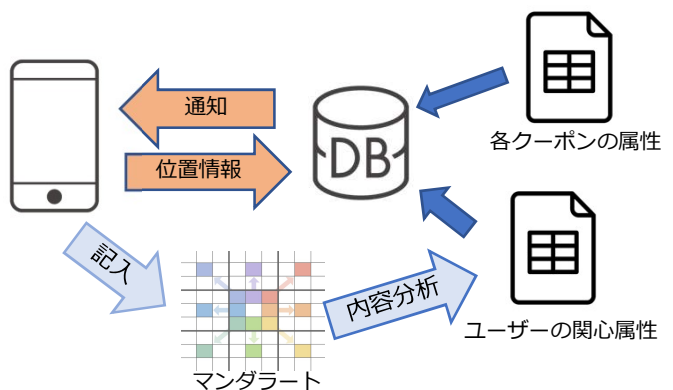 通知
位置情報
DB
各クーポンの属性
記入
マンダラート
内容分析
ユーザーの関心属性